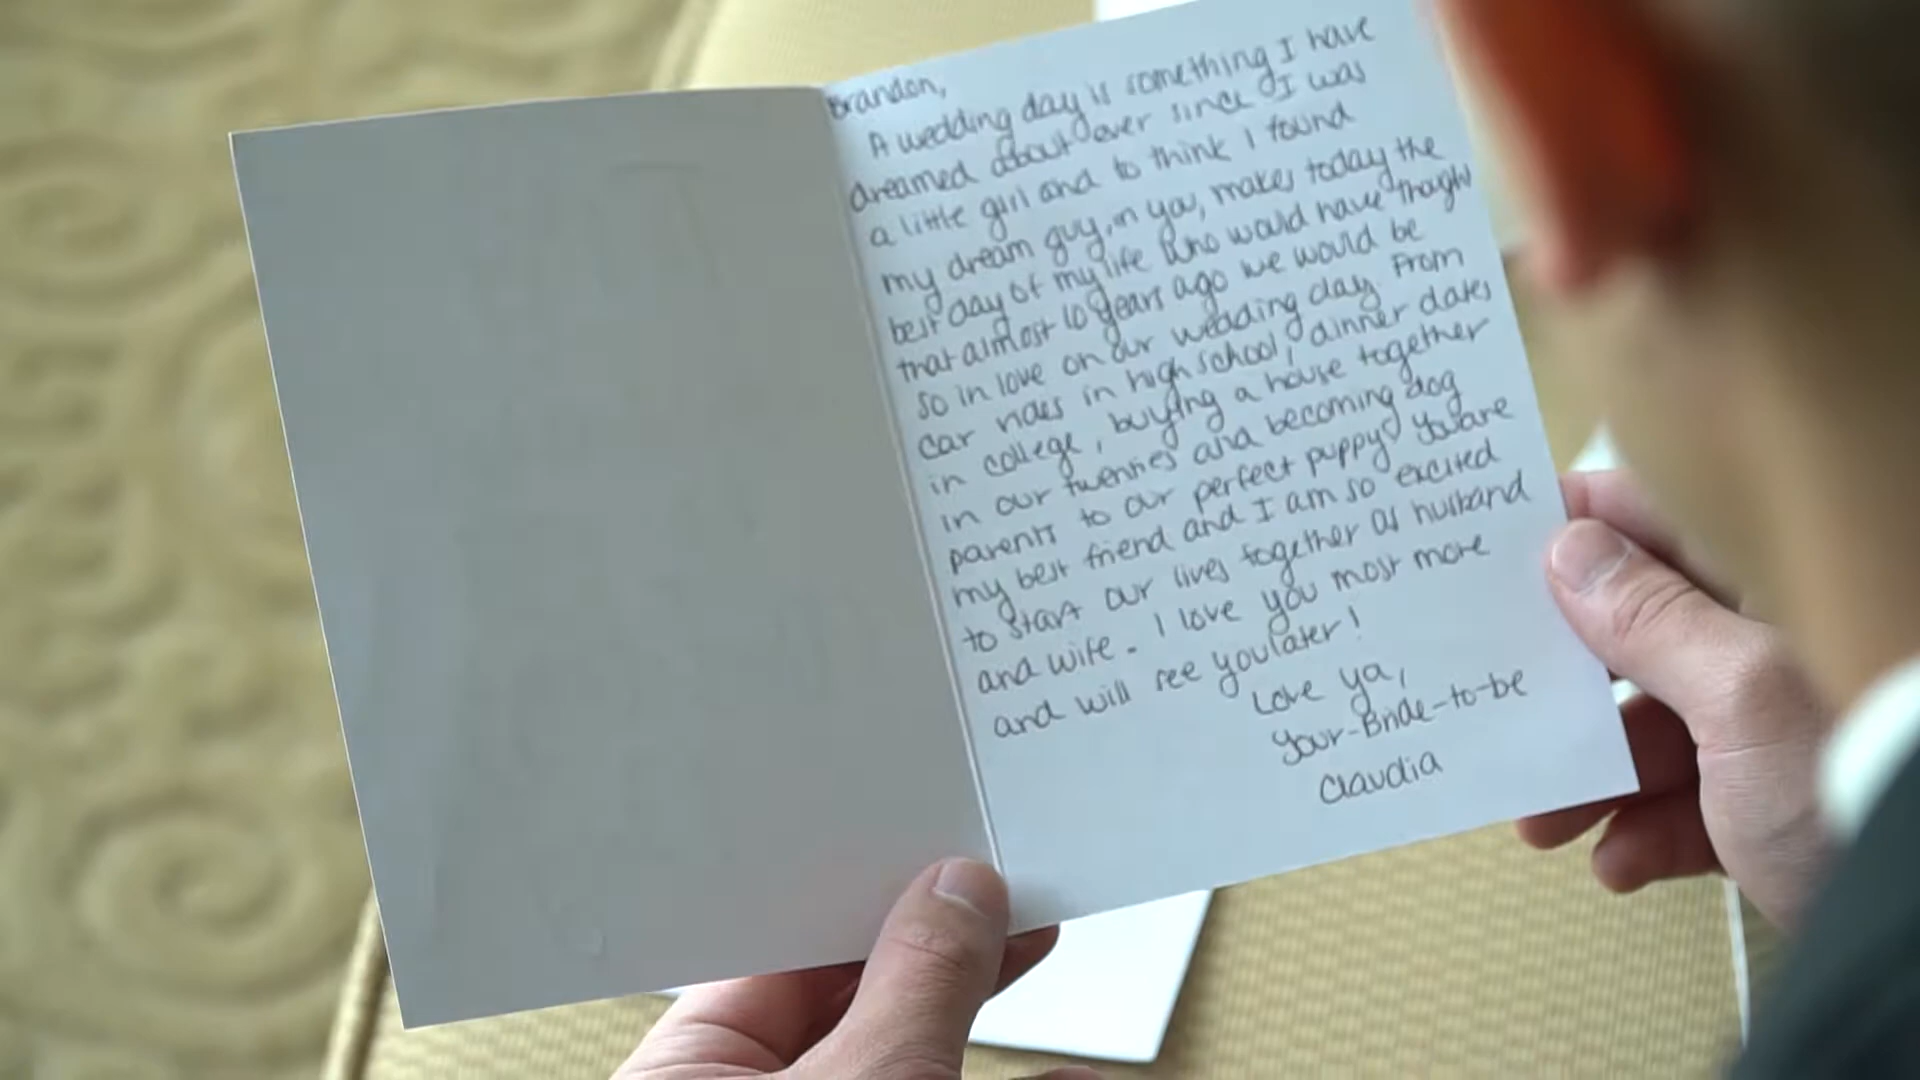 Brandon,
A wedding day is something I have
dreamed about ever since I was
a little girl and to think I found
my dream guy, in you, makes today the
best day of my life. Who would have thought
that almost 10 years ago we would be
so in love on our wedding day. From
car rides in high school, dinner dates
in college, buying a house together
in our twenties and becoming dog
parents to our perfect puppy! You are
my best friend and I am so excited
to start our lives together as husband
and wife. I love you most more
and will see you later!
Love ya,
Your-Bride-to-be
Claudia